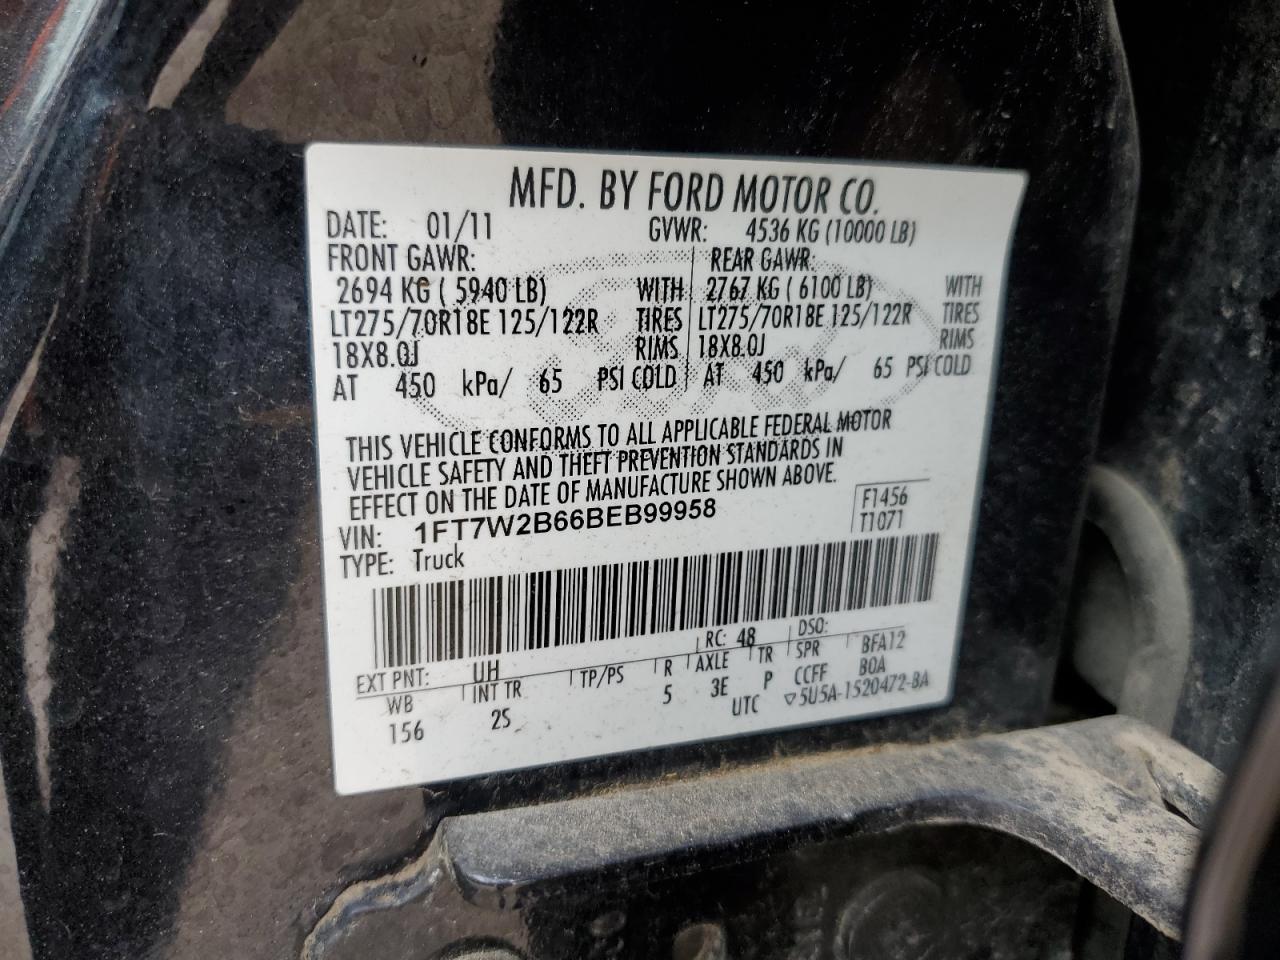 MFD. BY FORD MOTOR CO.
DATE: 01/11 GVWR: 4536 KG (10000 LB)
FRONT GAWR: REAR GAWR:
2694 KG ( 5940 LB) WITH 2767 KG ( 6100 LB) WITH
LT275/70R18E 125/122R TIRES LT275/70R18E 125/122R TIRES
18X8.0J RIMS 18X8.0J RIMS
AT 450 kPa/ 65 PSI COLD AT 450 kPa/ 65 PSI COLD
THIS VEHICLE CONFORMS TO ALL APPLICABLE FEDERAL MOTOR
VEHICLE SAFETY AND THEFT PREVENTION STANDARDS IN
EFFECT ON THE DATE OF MANUFACTURE SHOWN ABOVE.
VIN: 1FT7W2B66BEB99958 F1456
TYPE: Truck T1071
EXT PNT: UH RC: 48 DSO:
WB INT TR TP/PS R AXLE TR SPR BFA12
156 2S 5 3E P CCFF BOA
UTC ▽5U5A-1520472-BA